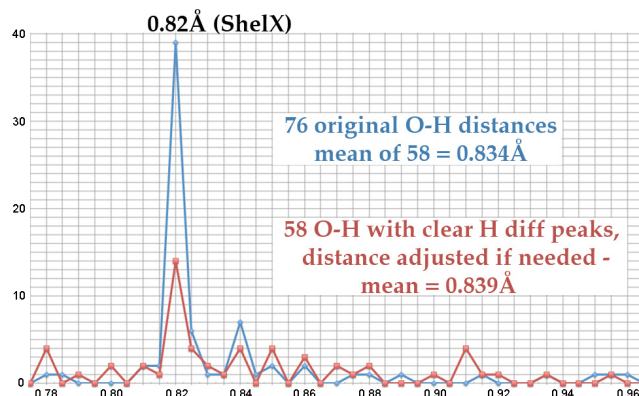 0.82Å (ShelX)
40
30
20
10
0
76 original O-H distances
mean of 58 = 0.834Å
58 O-H with clear H diff peaks,
distance adjusted if needed -
mean = 0.839Å
0.78 0.80 0.82 0.84 0.86 0.88 0.90 0.92 0.94 0.96